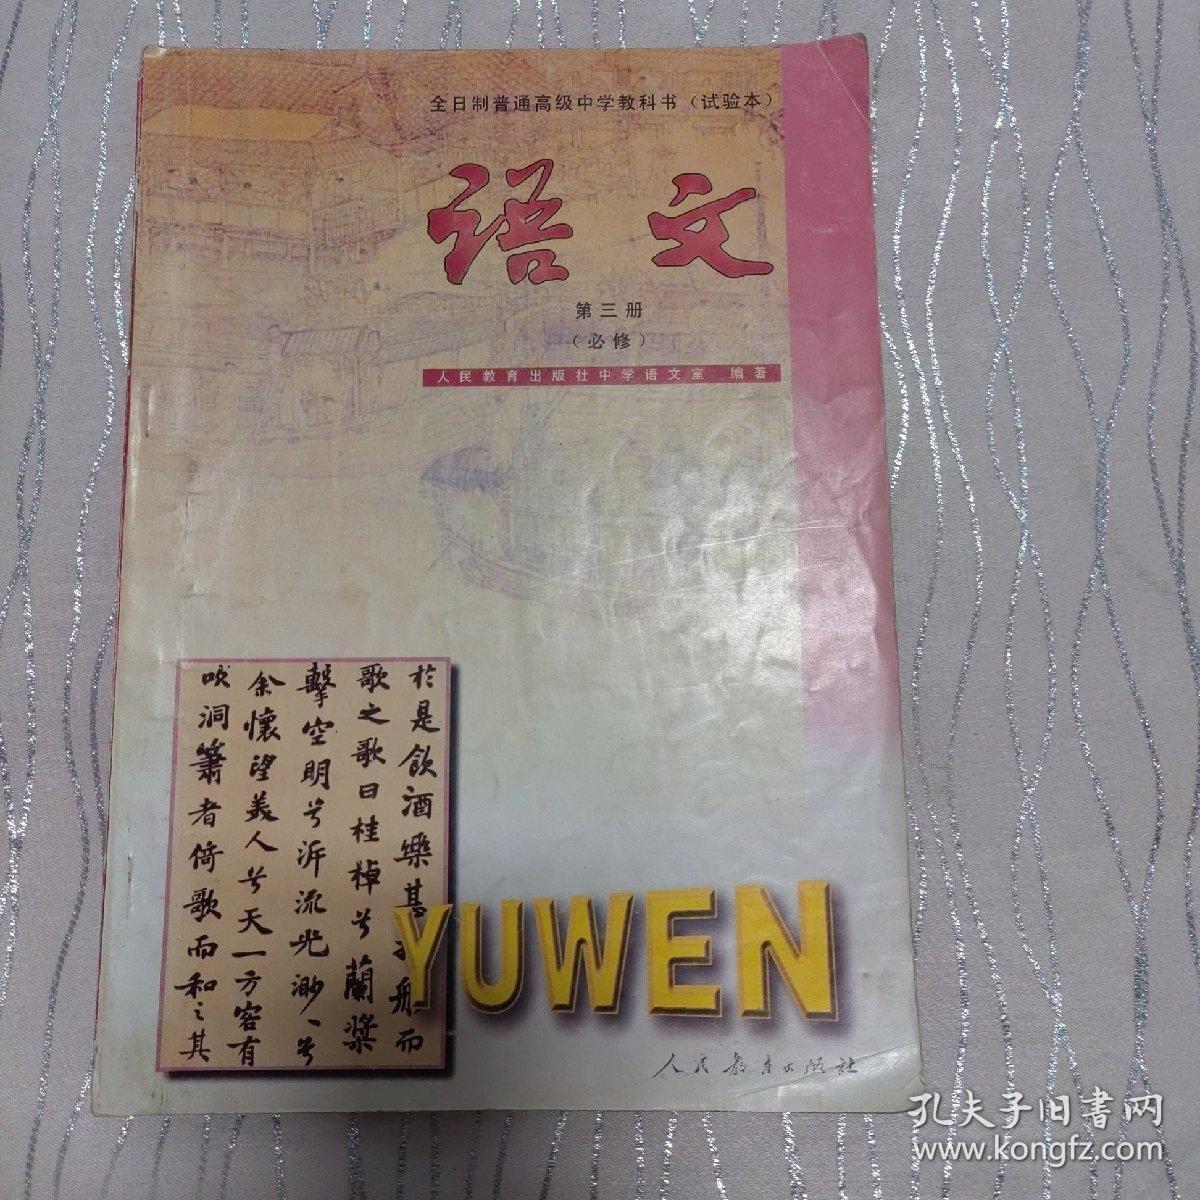 全日制普通高级中学教科书（试验本）
语文
第三册
（必修）
人民教育出版社中学语文室 编著
於是飲酒樂甚 而
歌之歌曰桂棹兮蘭槳
擊空明兮泝流光渺〻兮
余懷望美人兮天一方客有
吹洞簫者倚歌而和之其
YUWEN
人民教育出版社
孔夫子旧書网
www.kongfz.com